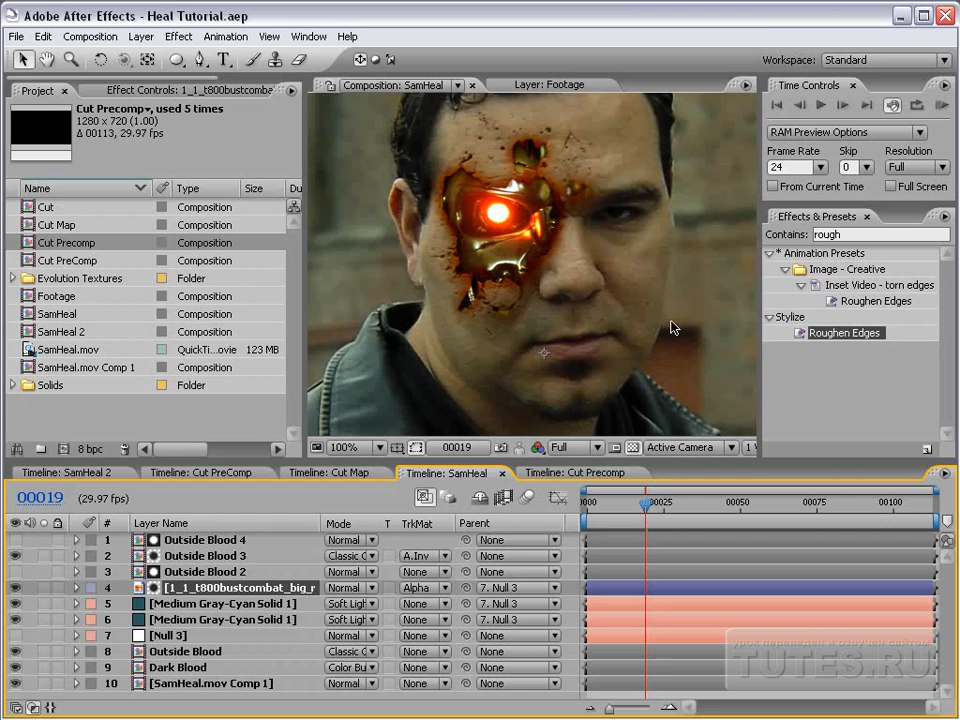 Adobe After Effects - Heal Tutorial.aep
File Edit Composition Layer Effect Animation View Window Help
Workspace: Standard
Project Effect Controls: 1_1_t800bustcomba
Cut Precomp, used 5 times
1280 x 720 (1.00)
Δ 00113, 29.97 fps
Name Type Size Du
Cut Composition
Cut Map Composition
Cut Precomp Composition
Cut PreComp Composition
Evolution Textures Folder
Footage Composition
SamHeal Composition
SamHeal 2 Composition
SamHeal.mov QuickTi...ovie 123 MB
SamHeal.mov Comp 1 Composition
Solids Folder
8 bpc
Composition: SamHeal Layer: Footage
100% 00019 Full Active Camera 1
Time Controls
RAM Preview Options
Frame Rate Skip Resolution
24 0 Full
From Current Time Full Screen
Effects & Presets
Contains: rough
* Animation Presets
Image - Creative
Inset Video - torn edges
Roughen Edges
Stylize
Roughen Edges
Timeline: SamHeal 2 Timeline: Cut PreComp Timeline: Cut Map Timeline: SamHeal Timeline: Cut Precomp
00019 (29.97 fps)
0000 00025 00050 00075 00100
# Layer Name Mode T TrkMat Parent
1 Outside Blood 4 Normal None
2 Outside Blood 3 Classic C A.Inv None
3 Outside Blood 2 Normal None None
4 [1_1_t800bustcombat_big_r Normal Alpha 7. Null 3
5 [Medium Gray-Cyan Solid 1] Soft Ligh None 7. Null 3
6 [Medium Gray-Cyan Solid 1] Soft Ligh None 7. Null 3
7 [Null 3] Normal None None
8 Outside Blood Classic C None None
9 Dark Blood Color Bu None None
10 [SamHeal.mov Comp 1] Normal None None
урок переведен и озвучен сайтом
TUTES.RU